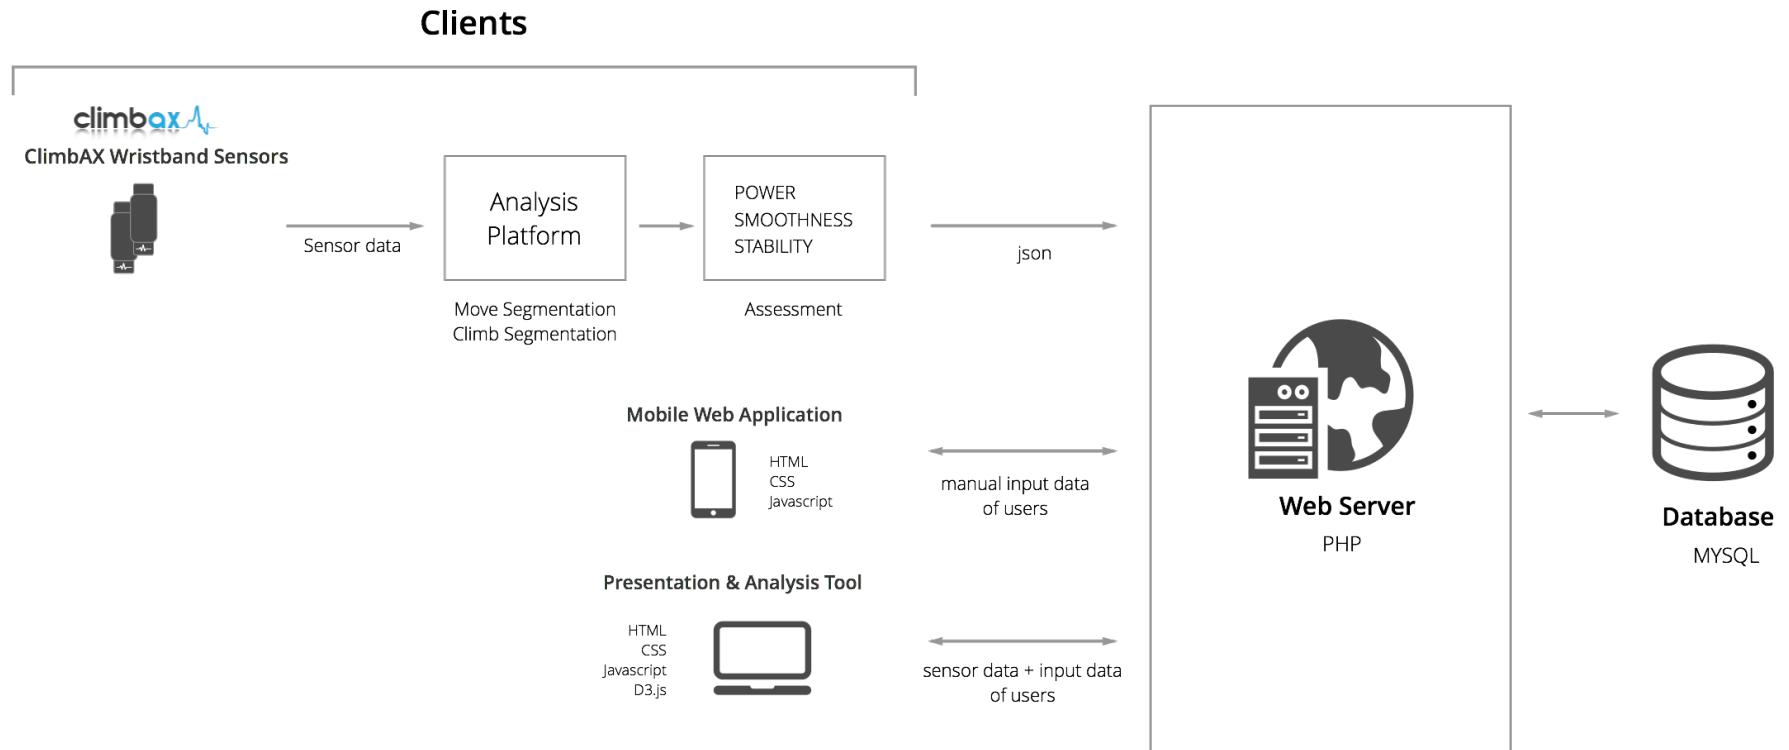 Clients
climbax
ClimbAX Wristband Sensors
Sensor data
Analysis
Platform
Move Segmentation
Climb Segmentation
POWER
SMOOTHNESS
STABILITY
Assessment
json
Mobile Web Application
HTML
CSS
Javascript
manual input data
of users
Presentation & Analysis Tool
HTML
CSS
Javascript
D3.js
sensor data + input data
of users
Web Server
PHP
Database
MYSQL